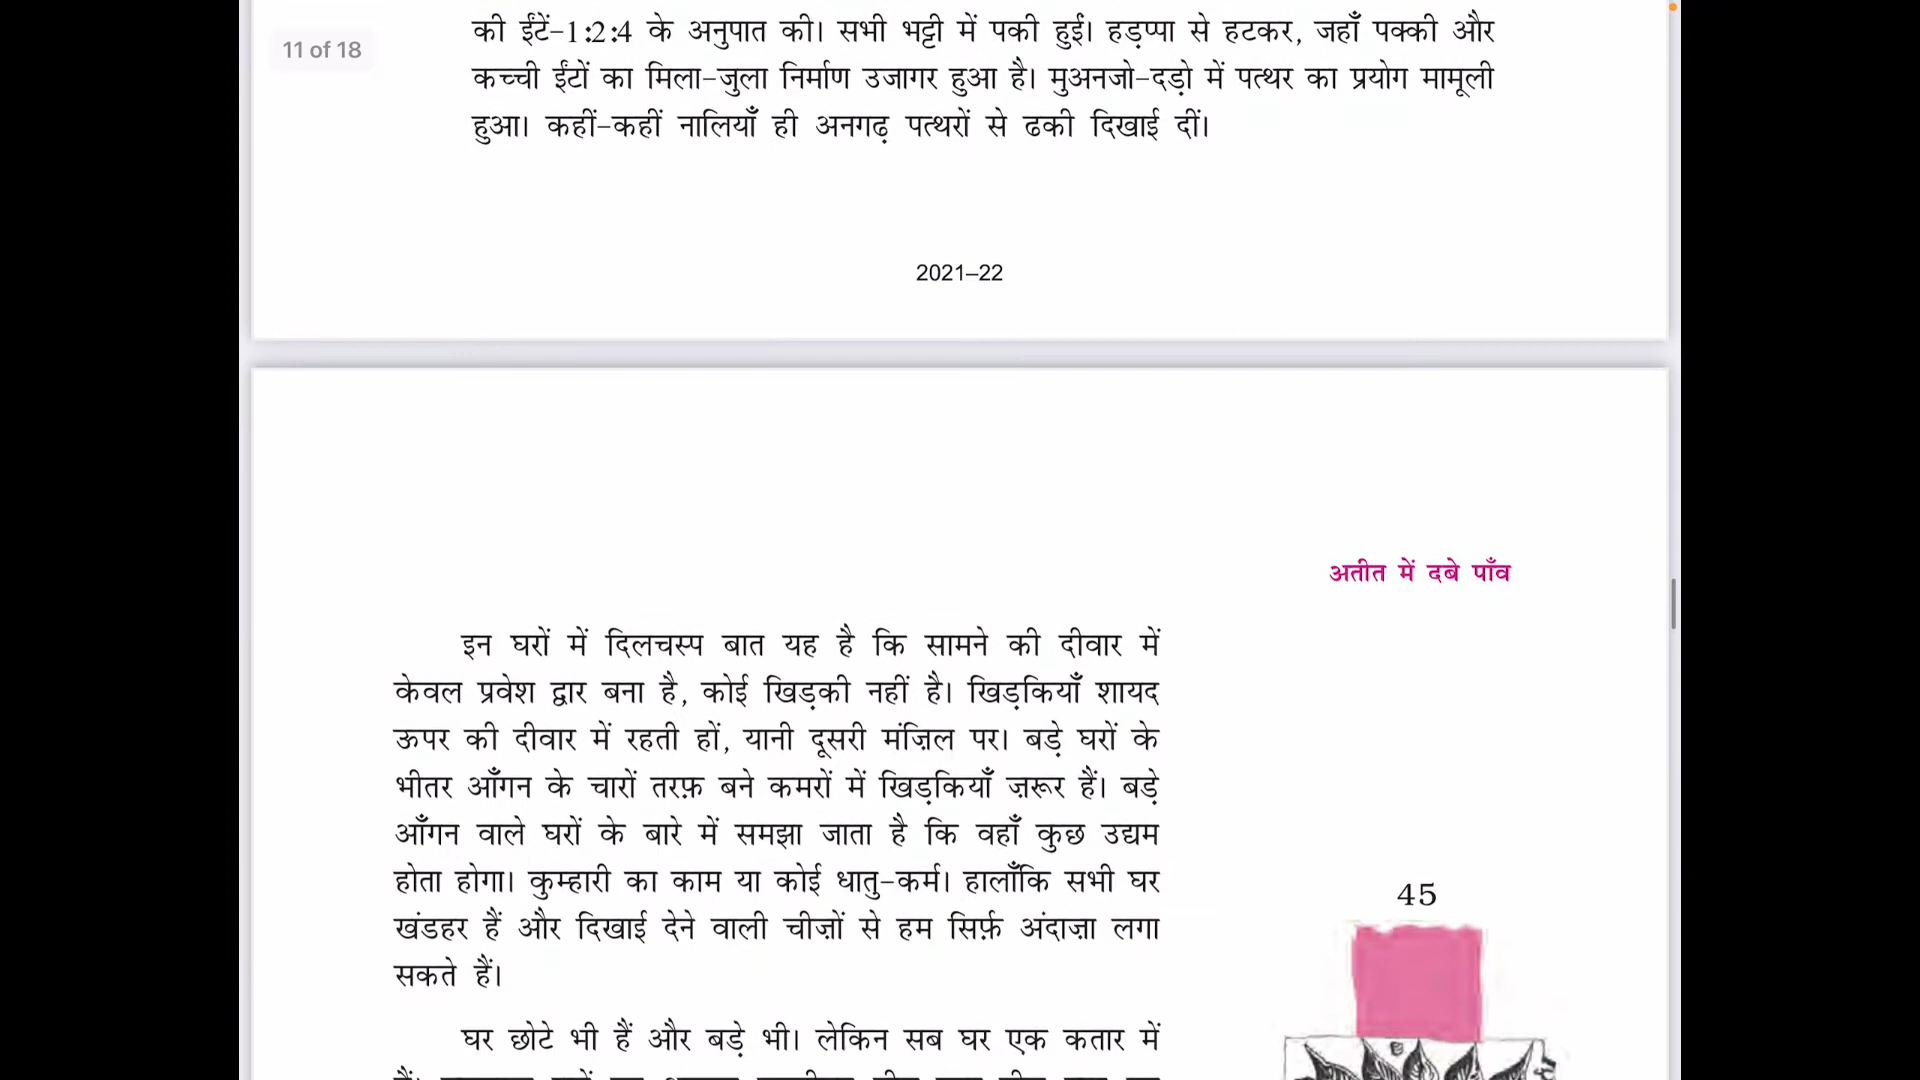 की ईंटें-1:2:4 के अनुपात की। सभी भट्टी में पकी हुई। हड़प्पा से हटकर, जहाँ पक्की और
11 of 18
कच्ची ईंटों का मिला-जुला निर्माण उजागर हुआ है। मुअनजो-दड़ो में पत्थर का प्रयोग मामूली
हुआ। कहीं-कहीं नालियाँ ही अनगढ़ पत्थरों से ढकी दिखाई दीं।
2021–22
अतीत में दबे पाँव
इन घरों में दिलचस्प बात यह है कि सामने की दीवार में
केवल प्रवेश द्वार बना है, कोई खिड़की नहीं है। खिड़कियाँ शायद
ऊपर की दीवार में रहती हों, यानी दूसरी मंज़िल पर। बड़े घरों के
भीतर आँगन के चारों तरफ़ बने कमरों में खिड़कियाँ ज़रूर हैं। बड़े
आँगन वाले घरों के बारे में समझा जाता है कि वहाँ कुछ उद्यम
होता होगा। कुम्हारी का काम या कोई धातु-कर्म। हालाँकि सभी घर
खंडहर हैं और दिखाई देने वाली चीज़ों से हम सिर्फ़ अंदाज़ा लगा
सकते हैं।
45
घर छोटे भी हैं और बड़े भी। लेकिन सब घर एक कतार में